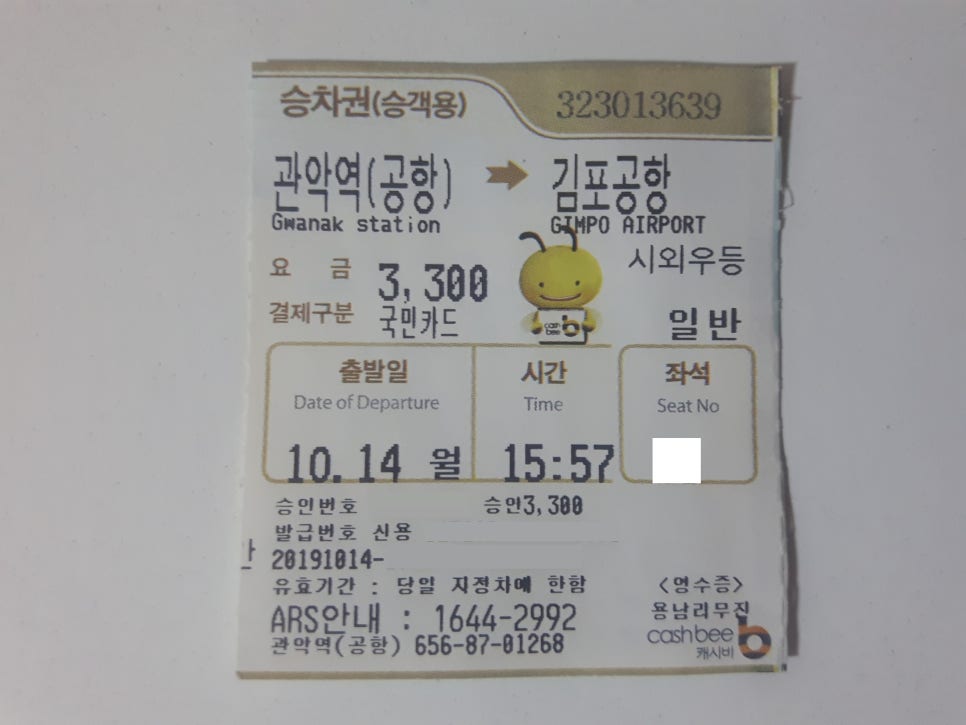 승차권(승객용) 323013639
관악역(공항) 김포공항
Gwanak station GIMPO AIRPORT
시외우등
요 금 3,300
결제구분 국민카드
cash bee b
일반
출발일 시간 좌석
Date of Departure Time Seat No
10.14 월 15:57
승인번호 승인3,300
발급번호 신용
20191014-
유효기간 : 당일 지정차에 한함 <영수증>
ARS안내 : 1644-2992 용남리무진
관악역(공항) 656-87-01268 cashbee b
캐시비